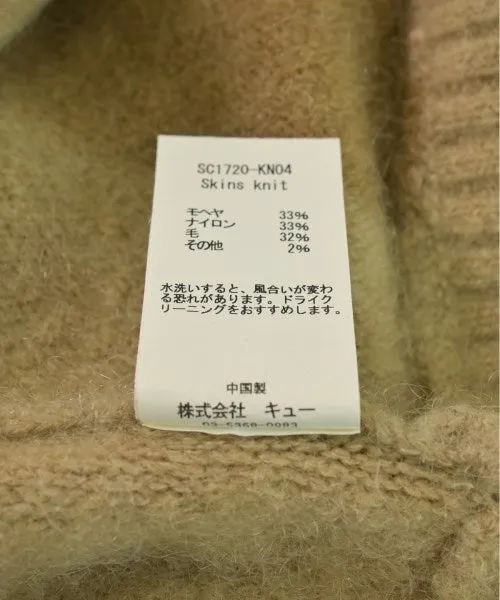 SC1720-KN04
Skins knit
モヘヤ 33%
ナイロン 33%
毛 32%
その他 2%
水洗いすると、風合いが変わ
る恐れがあります。ドライク
リーニングをおすすめします。
中国製
株式会社 キュー
03-5368-0083